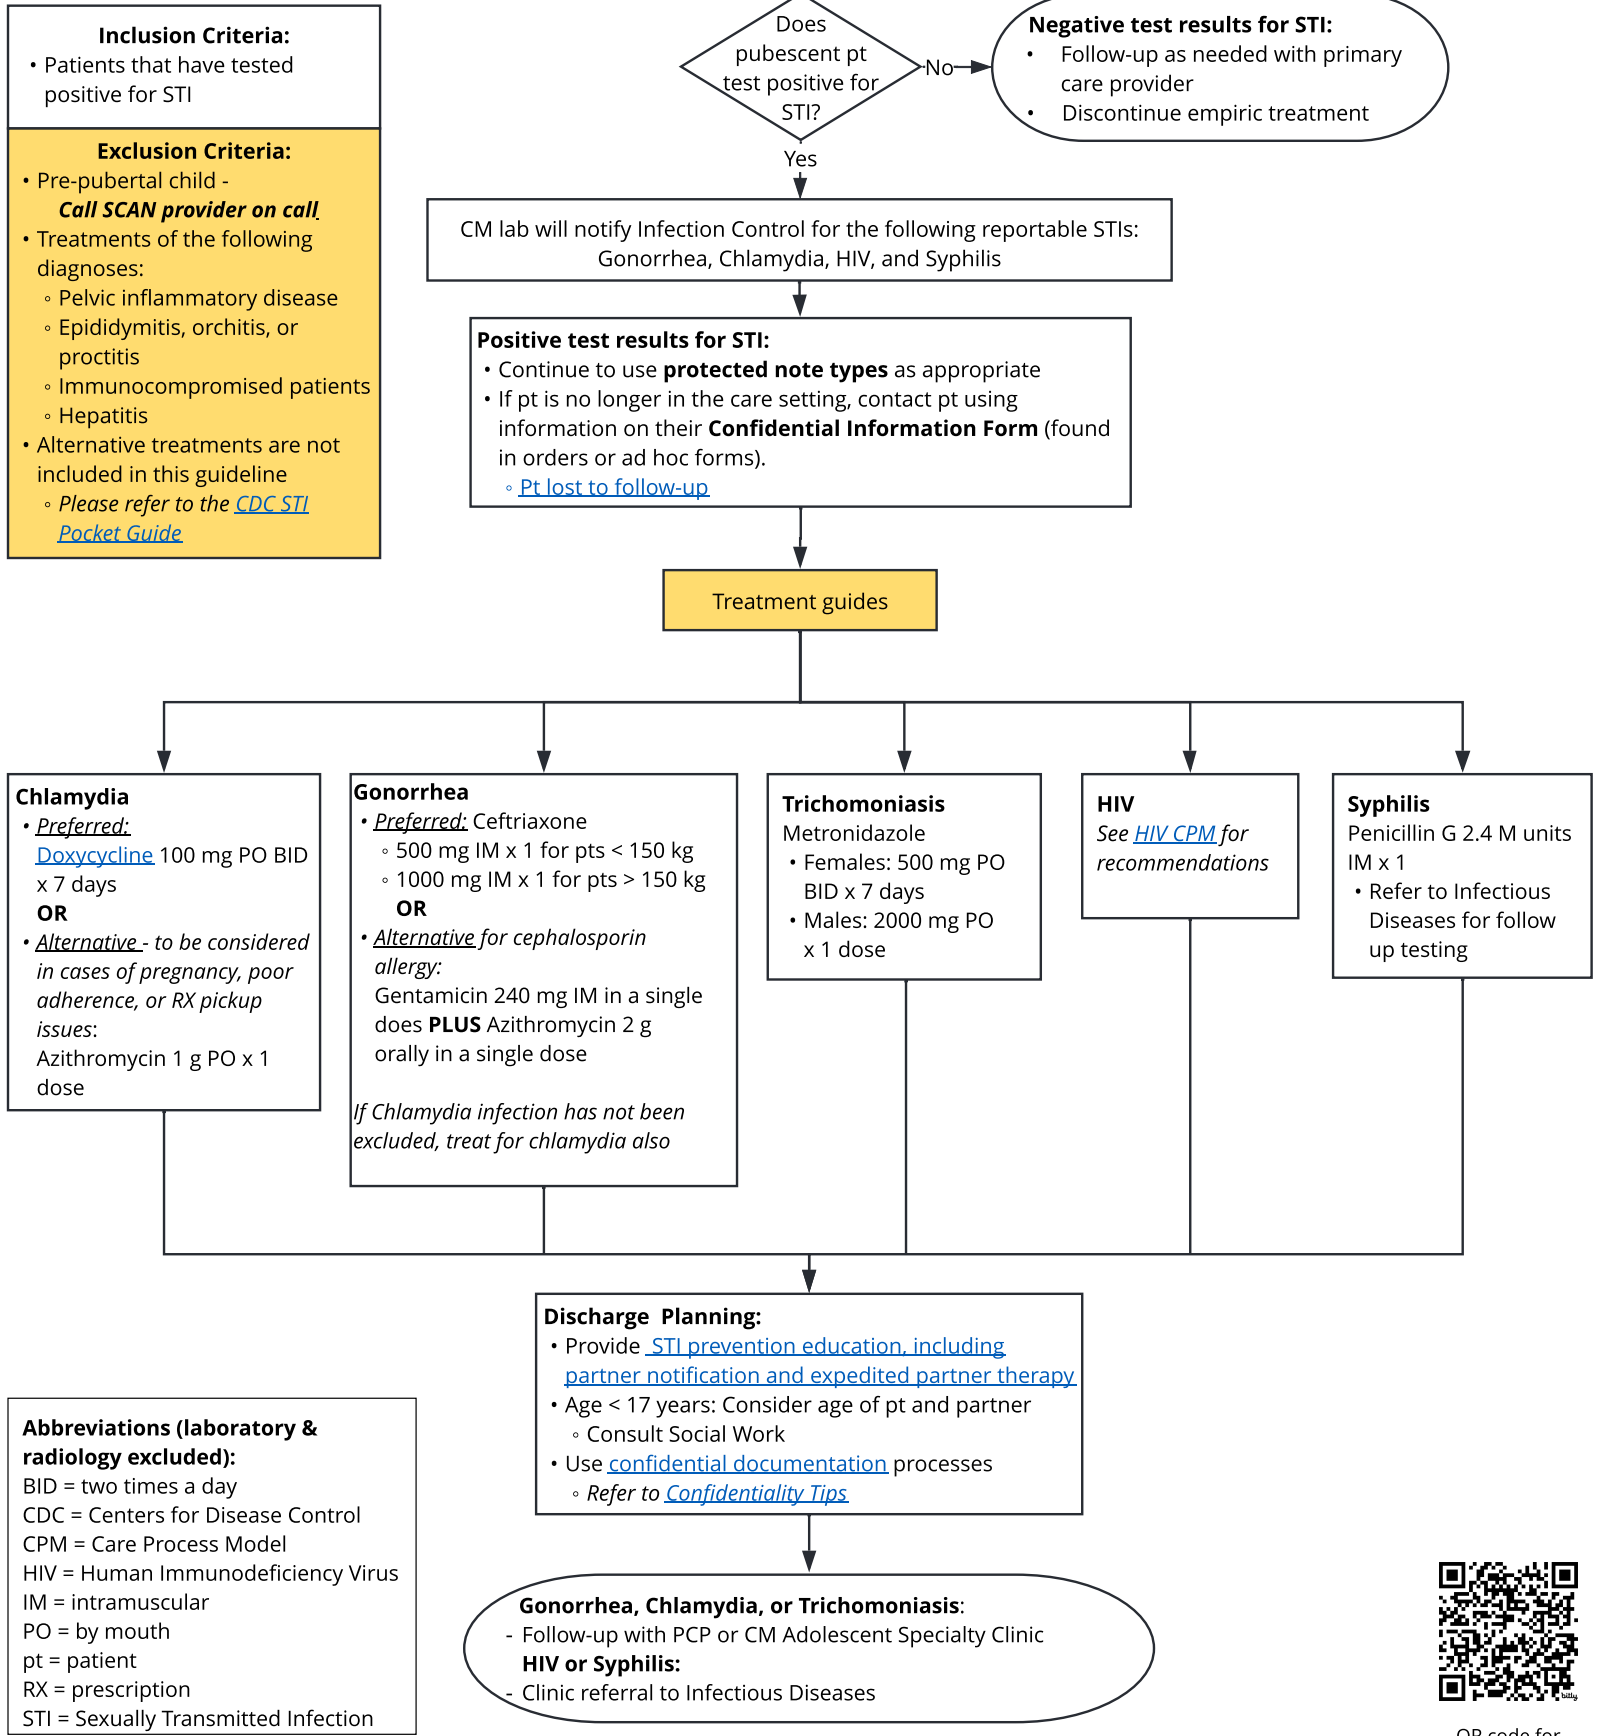 Inclusion Criteria:
• Patients that have tested
positive for STI
Exclusion Criteria:
• Pre-pubertal child -
Call SCAN provider on call
• Treatments of the following
diagnoses:
◦ Pelvic inflammatory disease
◦ Epididymitis, orchitis, or
proctitis
◦ Immunocompromised patients
◦ Hepatitis
• Alternative treatments are not
included in this guideline
◦ Please refer to the CDC STI
Pocket Guide
Does
pubescent pt
test positive for
STI?
No
Negative test results for STI:
• Follow-up as needed with primary
care provider
• Discontinue empiric treatment
Yes
CM lab will notify Infection Control for the following reportable STIs:
Gonorrhea, Chlamydia, HIV, and Syphilis
Positive test results for STI:
• Continue to use protected note types as appropriate
• If pt is no longer in the care setting, contact pt using
information on their Confidential Information Form (found
in orders or ad hoc forms).
◦ Pt lost to follow-up
Treatment guides
Chlamydia
• Preferred:
Doxycycline 100 mg PO BID
x 7 days
OR
• Alternative - to be considered
in cases of pregnancy, poor
adherence, or RX pickup
issues:
Azithromycin 1 g PO x 1
dose
Gonorrhea
• Preferred: Ceftriaxone
◦ 500 mg IM x 1 for pts < 150 kg
◦ 1000 mg IM x 1 for pts > 150 kg
OR
• Alternative for cephalosporin
allergy:
Gentamicin 240 mg IM in a single
does PLUS Azithromycin 2 g
orally in a single dose
If Chlamydia infection has not been
excluded, treat for chlamydia also
Trichomoniasis
Metronidazole
• Females: 500 mg PO
BID x 7 days
• Males: 2000 mg PO
x 1 dose
HIV
See HIV CPM for
recommendations
Syphilis
Penicillin G 2.4 M units
IM x 1
• Refer to Infectious
Diseases for follow
up testing
Discharge  Planning:
• Provide  STI prevention education, including
partner notification and expedited partner therapy
• Age < 17 years: Consider age of pt and partner
◦ Consult Social Work
• Use confidential documentation processes
◦ Refer to Confidentiality Tips
Abbreviations (laboratory &
radiology excluded):
BID = two times a day
CDC = Centers for Disease Control
CPM = Care Process Model
HIV = Human Immunodeficiency Virus
IM = intramuscular
PO = by mouth
pt = patient
RX = prescription
STI = Sexually Transmitted Infection
Gonorrhea, Chlamydia, or Trichomoniasis:
- Follow-up with PCP or CM Adolescent Specialty Clinic
HIV or Syphilis:
- Clinic referral to Infectious Diseases
bitly
QR code for